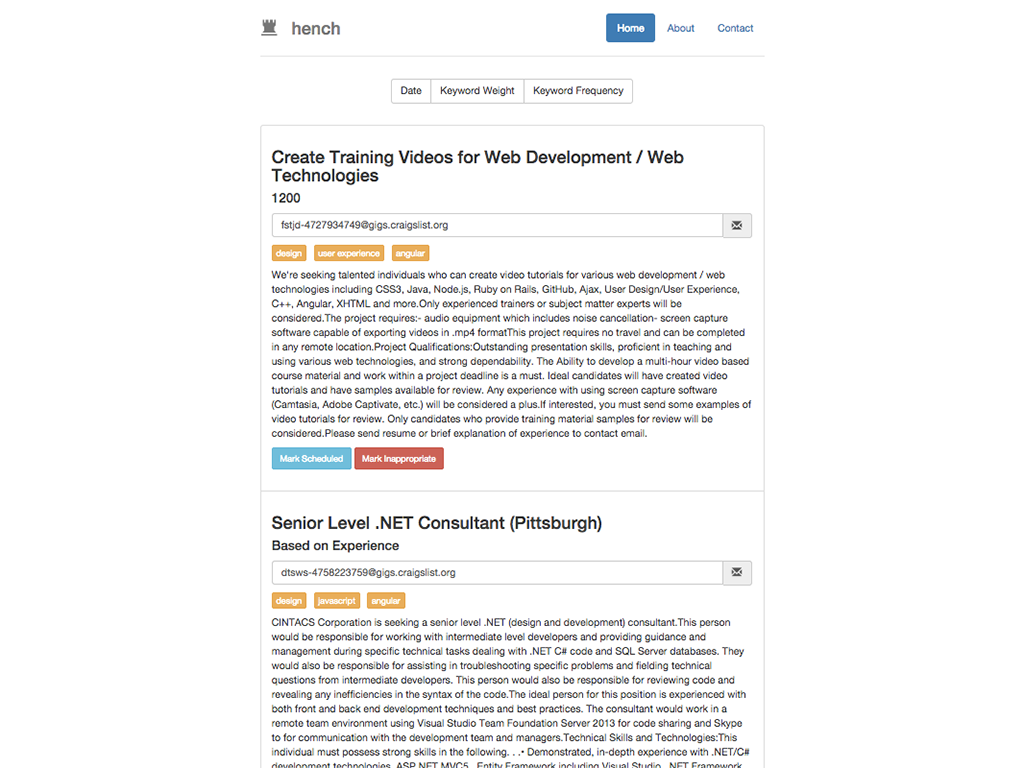 hench
Home
About
Contact
Date
Keyword Weight
Keyword Frequency
Create Training Videos for Web Development / Web
Technologies
1200
fstjd-4727934749@gigs.craigslist.org
design
user experience
angular
We're seeking talented individuals who can create video tutorials for various web development / web
technologies including CSS3, Java, Node.js, Ruby on Rails, GitHub, Ajax, User Design/User Experience,
C++, Angular, XHTML and more.Only experienced trainers or subject matter experts will be
considered.The project requires:- audio equipment which includes noise cancellation- screen capture
software capable of exporting videos in .mp4 formatThis project requires no travel and can be completed
in any remote location.Project Qualifications:Outstanding presentation skills, proficient in teaching and
using various web technologies, and strong dependability. The Ability to develop a multi-hour video based
course material and work within a project deadline is a must. Ideal candidates will have created video
tutorials and have samples available for review. Any experience with using screen capture software
(Camtasia, Adobe Captivate, etc.) will be considered a plus.If interested, you must send some examples of
video tutorials for review. Only candidates who provide training material samples for review will be
considered.Please send resume or brief explanation of experience to contact email.
Mark Scheduled
Mark Inappropriate
Senior Level .NET Consultant (Pittsburgh)
Based on Experience
dtsws-4758223759@gigs.craigslist.org
design
javascript
angular
CINTACS Corporation is seeking a senior level .NET (design and development) consultant.This person
would be responsible for working with intermediate level developers and providing guidance and
management during specific technical tasks dealing with .NET C# code and SQL Server databases. They
would also be responsible for assisting in troubleshooting specific problems and fielding technical
questions from intermediate developers. This person would also be responsible for reviewing code and
revealing any inefficiencies in the syntax of the code.The ideal person for this position is experienced with
both front and back end development techniques and best practices. The consultant would work in a
remote team environment using Visual Studio Team Foundation Server 2013 for code sharing and Skype
to for communication with the development team and managers.Technical Skills and Technologies:This
individual must possess strong skills in the following. . .• Demonstrated, in-depth experience with .NET/C#
development technologies, ASP.NET MVC5 , Entity Framework including Visual Studio, .NET Framework